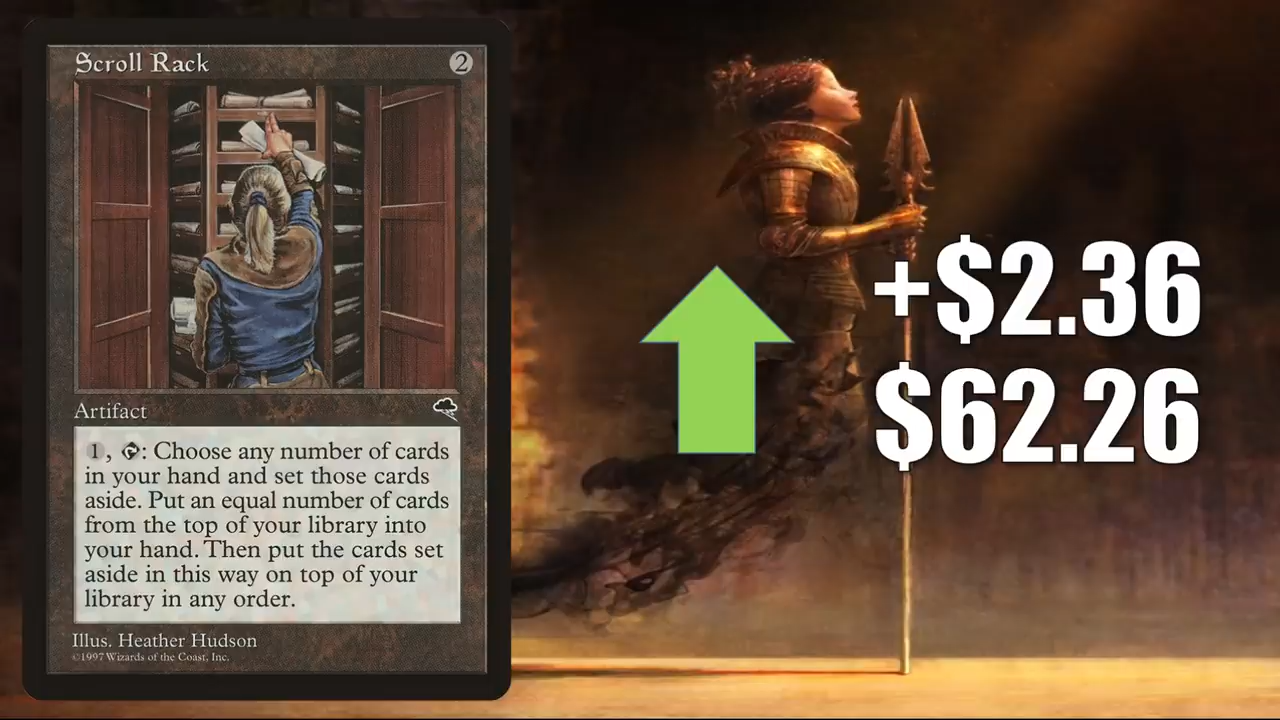 Scroll Rack 2
Artifact
1, : Choose any number of cards
in your hand and set those cards
aside. Put an equal number of cards
from the top of your library into
your hand. Then put the cards set
aside in this way on top of your
library in any order.
Illus. Heather Hudson
©1997 Wizards of the Coast, Inc.
+$2.36
$62.26